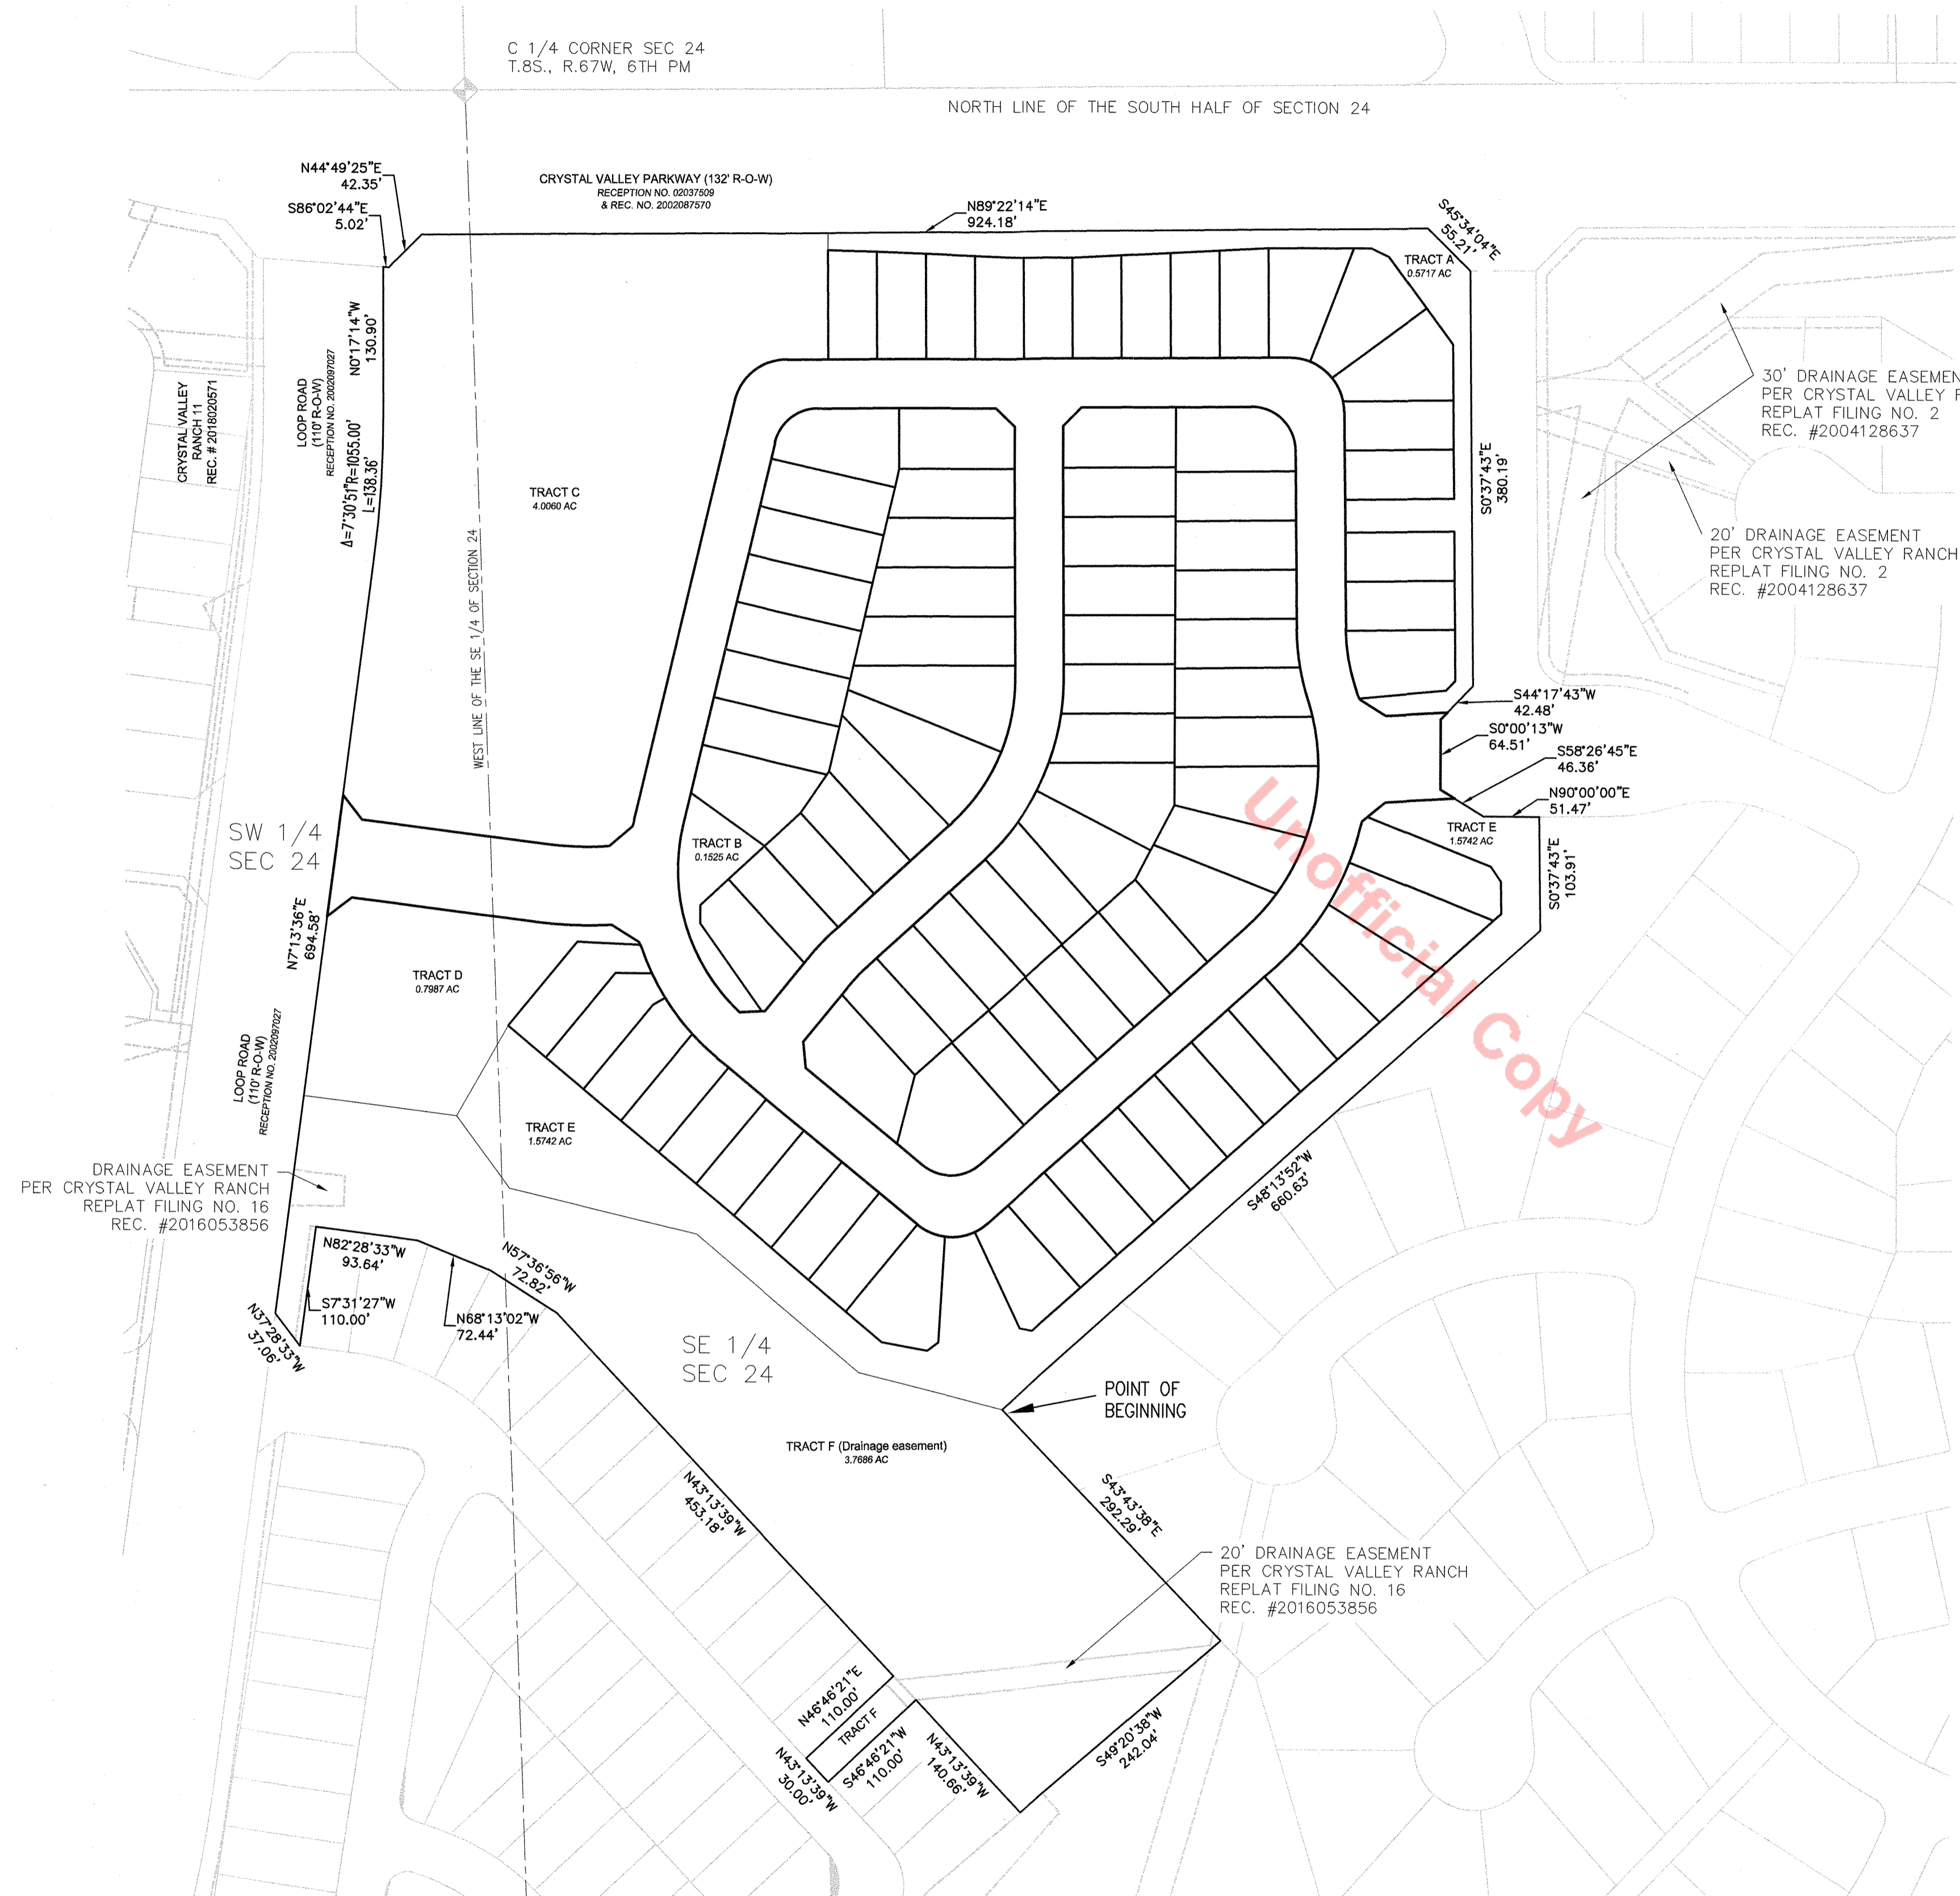 C 1/4 CORNER SEC 24
T.8S., R.67W, 6TH PM
NORTH LINE OF THE SOUTH HALF OF SECTION 24
N44°49'25"E
42.35'
S86°02'44"E
5.02'
CRYSTAL VALLEY PARKWAY (132' R-O-W)
RECEPTION NO. 02037509
& REC. NO. 2002087570
N89°22'14"E
924.18'
S45°34'04"E
55.21'
TRACT A
0.5717 AC
CRYSTAL VALLEY
RANCH 11
REC. # 2018020571
LOOP ROAD
(110' R-O-W)
RECEPTION NO. 2002097027
N0°17'14"W
130.90'
Δ=7°30'51"R=1055.00'
L=138.36'
30' DRAINAGE EASEMEN
PER CRYSTAL VALLEY F
REPLAT FILING NO. 2
REC. #2004128637
S0°37'43"E
380.19'
TRACT C
4.0060 AC
WEST LINE OF THE SE 1/4 OF SECTION 24
20' DRAINAGE EASEMENT
PER CRYSTAL VALLEY RANCH
REPLAT FILING NO. 2
REC. #2004128637
S44°17'43"W
42.48'
S0°00'13"W
64.51'
S58°26'45"E
46.36'
N90°00'00"E
51.47'
SW 1/4
SEC 24
TRACT B
0.1525 AC
TRACT E
1.5742 AC
S0°37'43"E
103.91'
Unofficial Copy
N7°13'36"E
694.58'
TRACT D
0.7987 AC
LOOP ROAD
(110' R-O-W)
RECEPTION NO. 2002097027
TRACT E
1.5742 AC
DRAINAGE EASEMENT
PER CRYSTAL VALLEY RANCH
REPLAT FILING NO. 16
REC. #2016053856
S48°13'52"W
660.63'
N82°28'33"W
93.64'
N57°36'56"W
72.82'
S7°31'27"W
110.00'
N68°13'02"W
72.44'
N37°28'33"W
37.06'
SE 1/4
SEC 24
POINT OF
BEGINNING
TRACT F (Drainage easement)
3.7686 AC
N43°13'39"W
453.18'
S43°43'38"E
292.29'
20' DRAINAGE EASEMENT
PER CRYSTAL VALLEY RANCH
REPLAT FILING NO. 16
REC. #2016053856
N46°46'21"E
110.00'
TRACT F
S46°46'21"W
110.00'
N43°13'39"W
30.00'
N43°13'39"W
140.66'
S49°20'38"W
242.04'